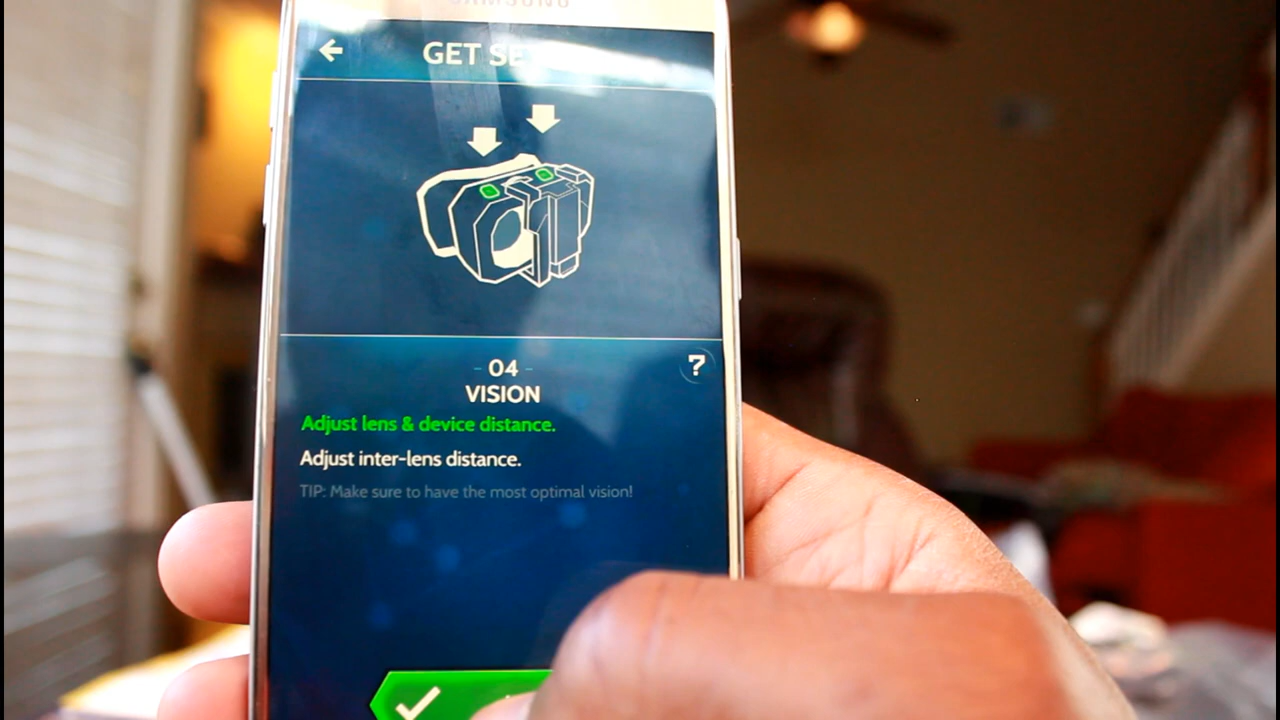 SAMSUNG
GET SE
?
- 04 -
VISION
Adjust lens & device distance.
Adjust inter-lens distance.
TIP: Make sure to have the most optimal vision!